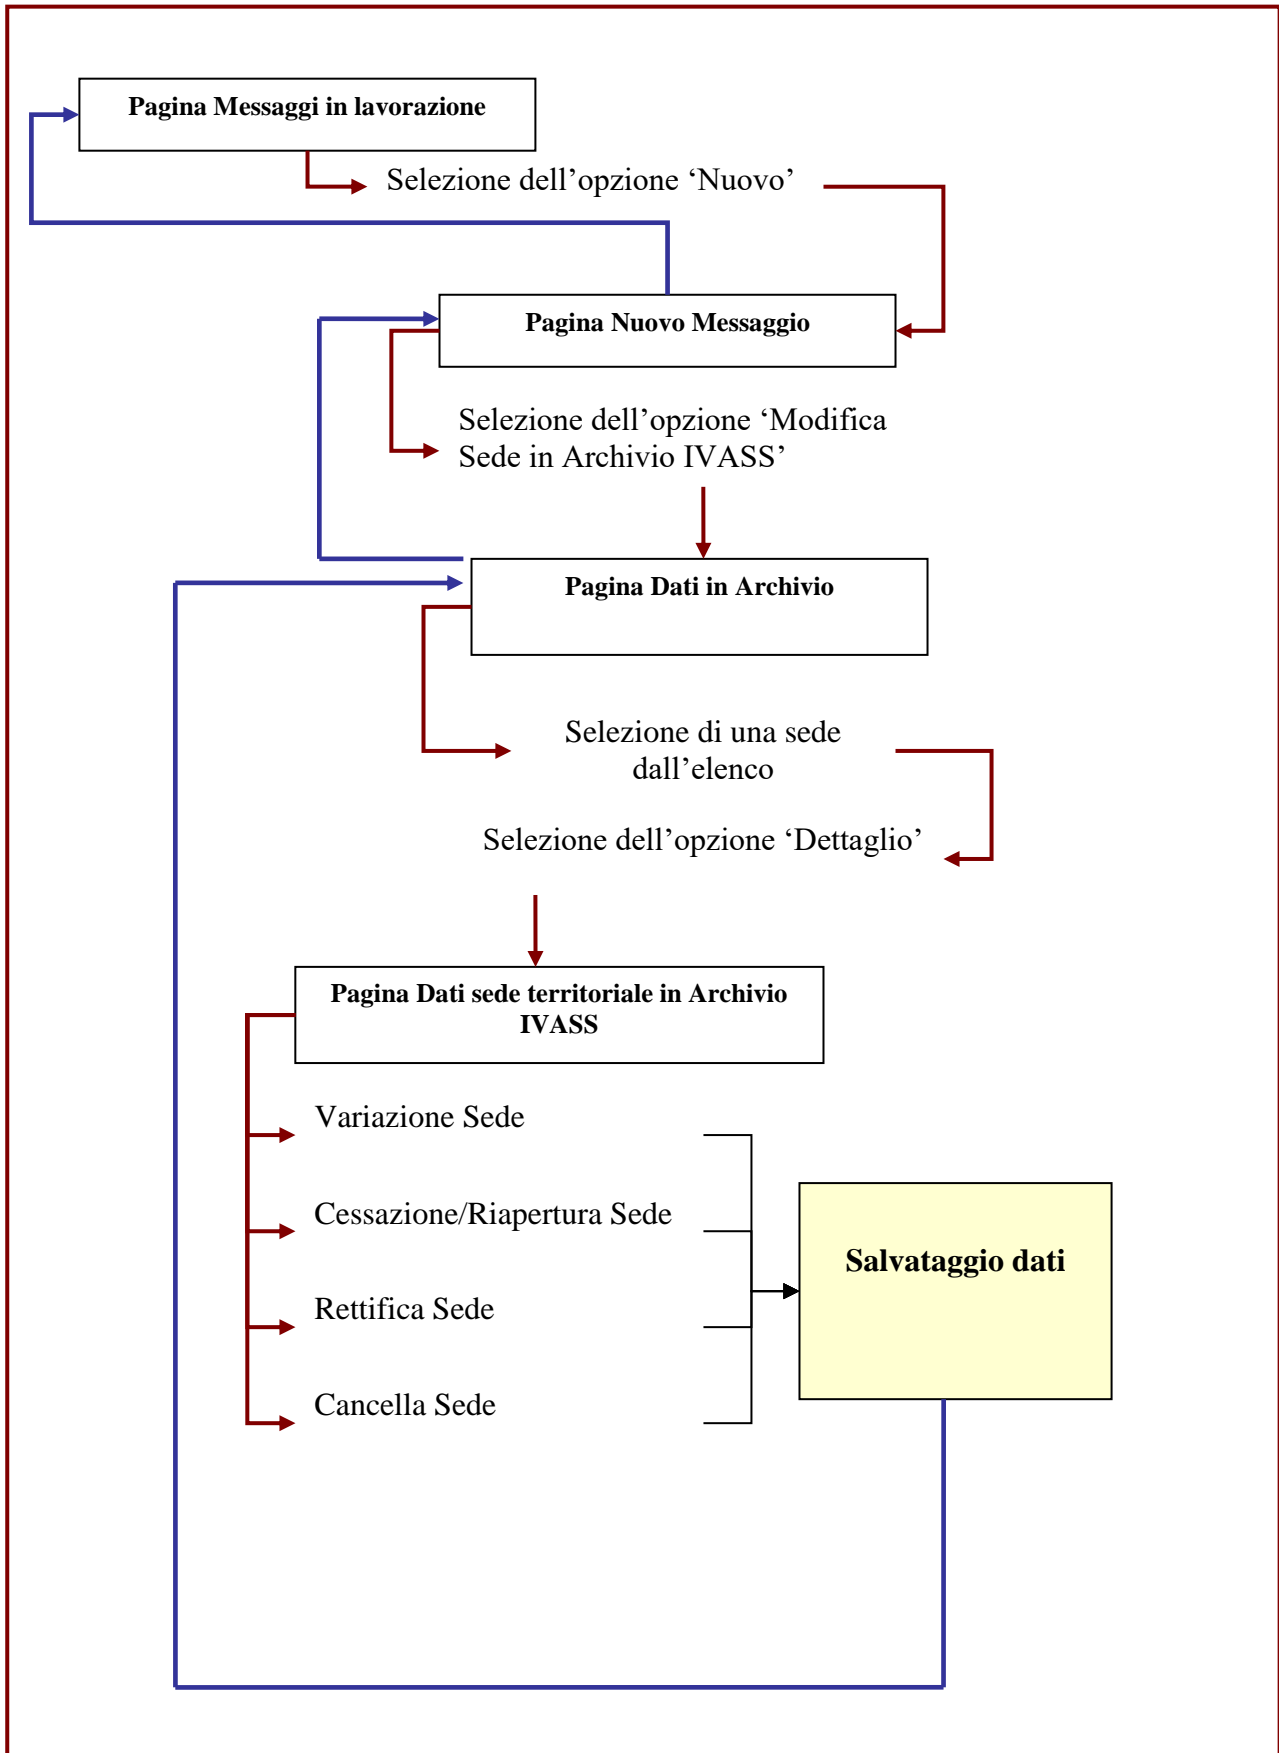 Pagina Messaggi in lavorazione
Selezione dell’opzione ‘Nuovo’
Pagina Nuovo Messaggio
Selezione dell’opzione ‘Modifica
Sede in Archivio IVASS’
Pagina Dati in Archivio
Selezione di una sede
dall’elenco
Selezione dell’opzione ‘Dettaglio’
Pagina Dati sede territoriale in Archivio
IVASS
Variazione Sede
Cessazione/Riapertura Sede
Rettifica Sede
Cancella Sede
Salvataggio dati